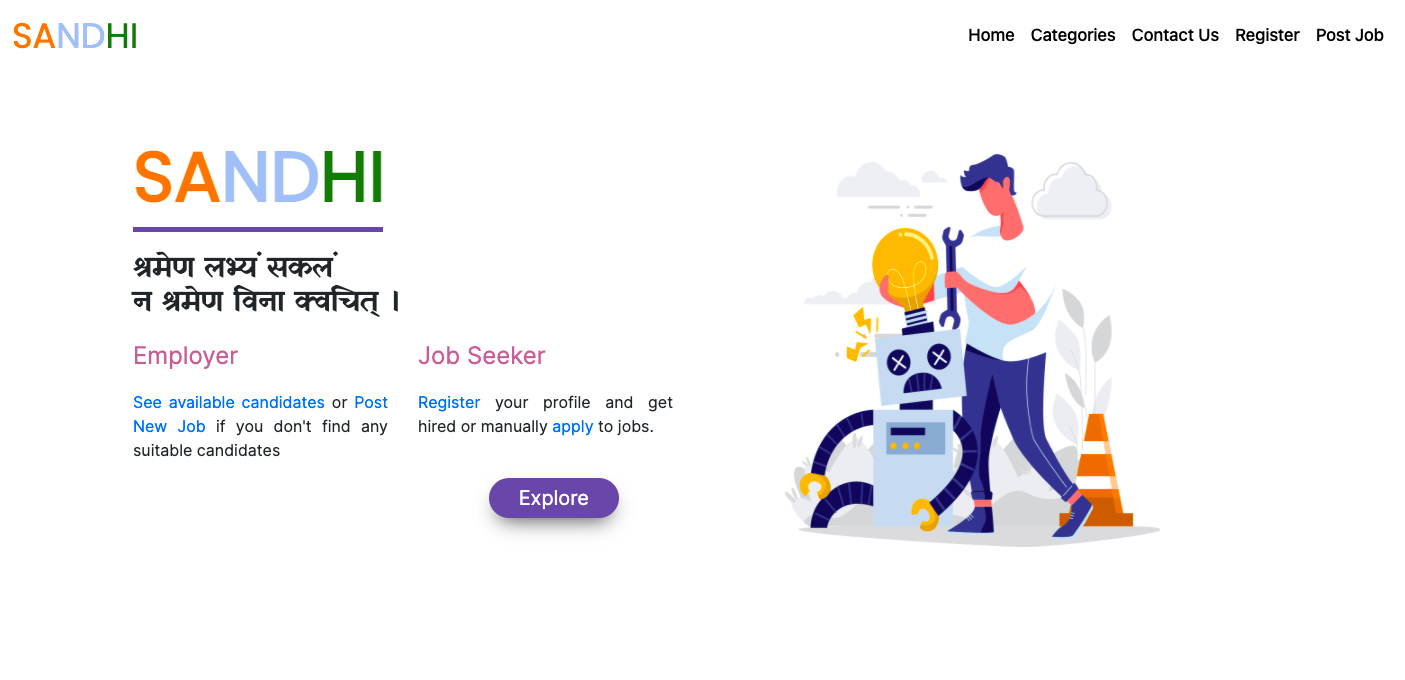 SANDHI
Home Categories Contact Us Register Post Job
SANDHI
श्रमेण लभ्यं सकलं
न श्रमेण विना क्वचित् ।
Employer
See available candidates or Post
New Job if you don't find any
suitable candidates
Job Seeker
Register your profile and get
hired or manually apply to jobs.
Explore